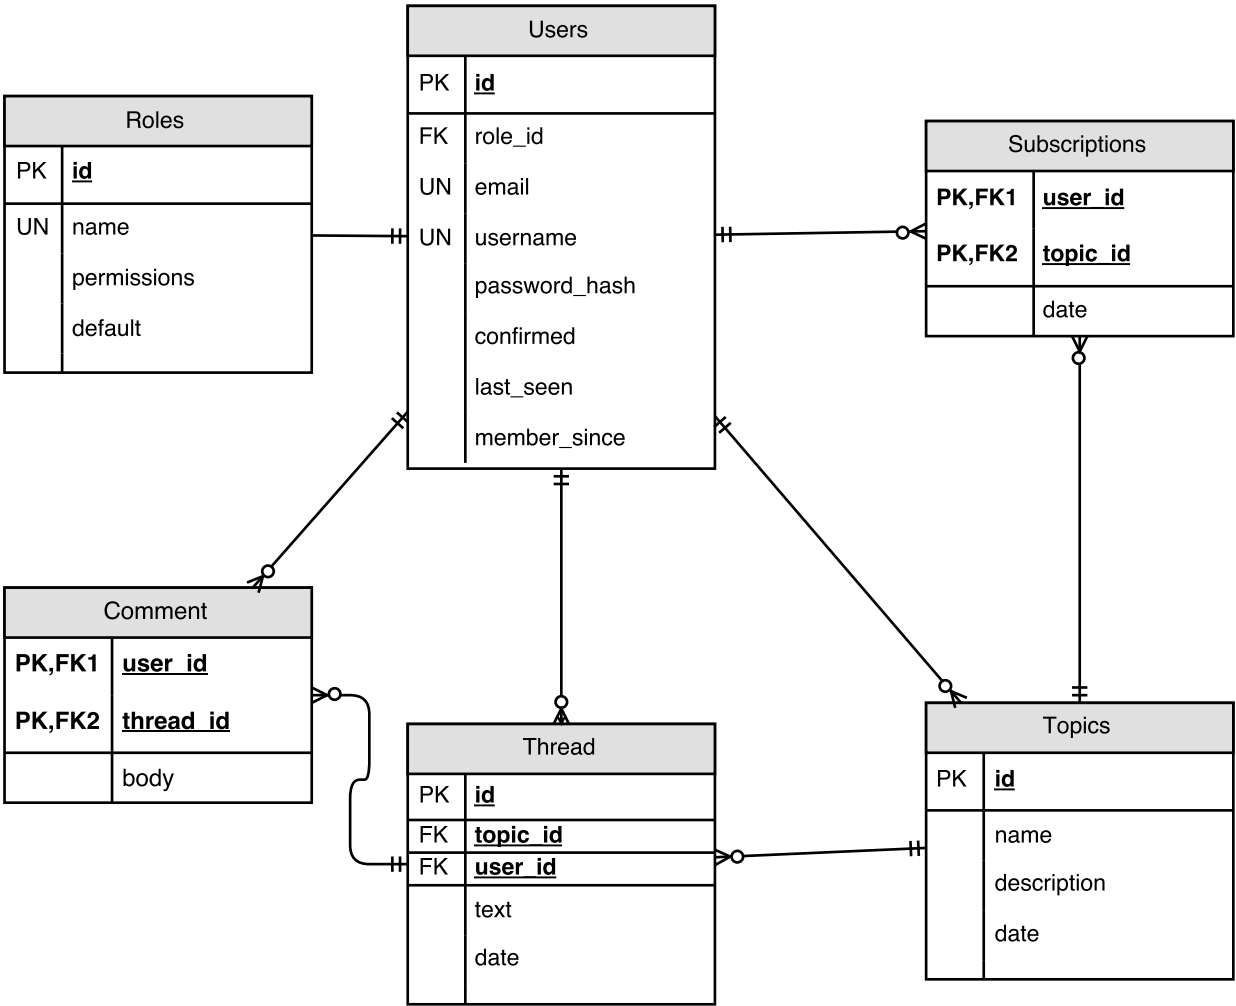 Users
PK id
FK role_id
UN email
UN username
password_hash
confirmed
last_seen
member_since
Roles
PK id
UN name
permissions
default
Subscriptions
PK,FK1 user_id
PK,FK2 topic_id
date
Comment
PK,FK1 user_id
PK,FK2 thread_id
body
Thread
PK id
FK topic_id
FK user_id
text
date
Topics
PK id
name
description
date